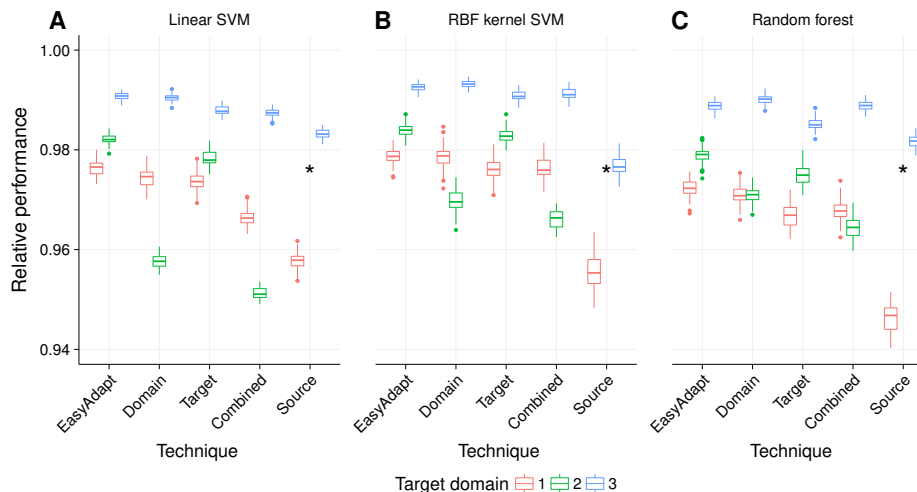 A Linear SVM
B RBF kernel SVM
C Random forest
Relative performance
1.00
0.98
0.96
0.94
* * *
EasyAdapt Domain Target Combined Source
EasyAdapt Domain Target Combined Source
EasyAdapt Domain Target Combined Source
Technique
Technique
Technique
Target domain 1 2 3